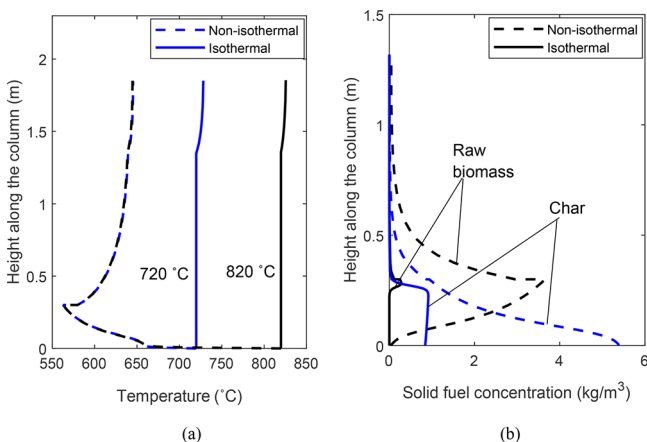 Non-isothermal
Isothermal
2
1.5
1
0.5
0
Height along the column (m)
720 ˚C
820 ˚C
550
600
650
700
750
800
850
Temperature (˚C)
(a)
Non-isothermal
Isothermal
1.5
1
0.5
0
Height along the column (m)
Raw
biomass
Char
0
2
4
6
Solid fuel concentration (kg/m³)
(b)